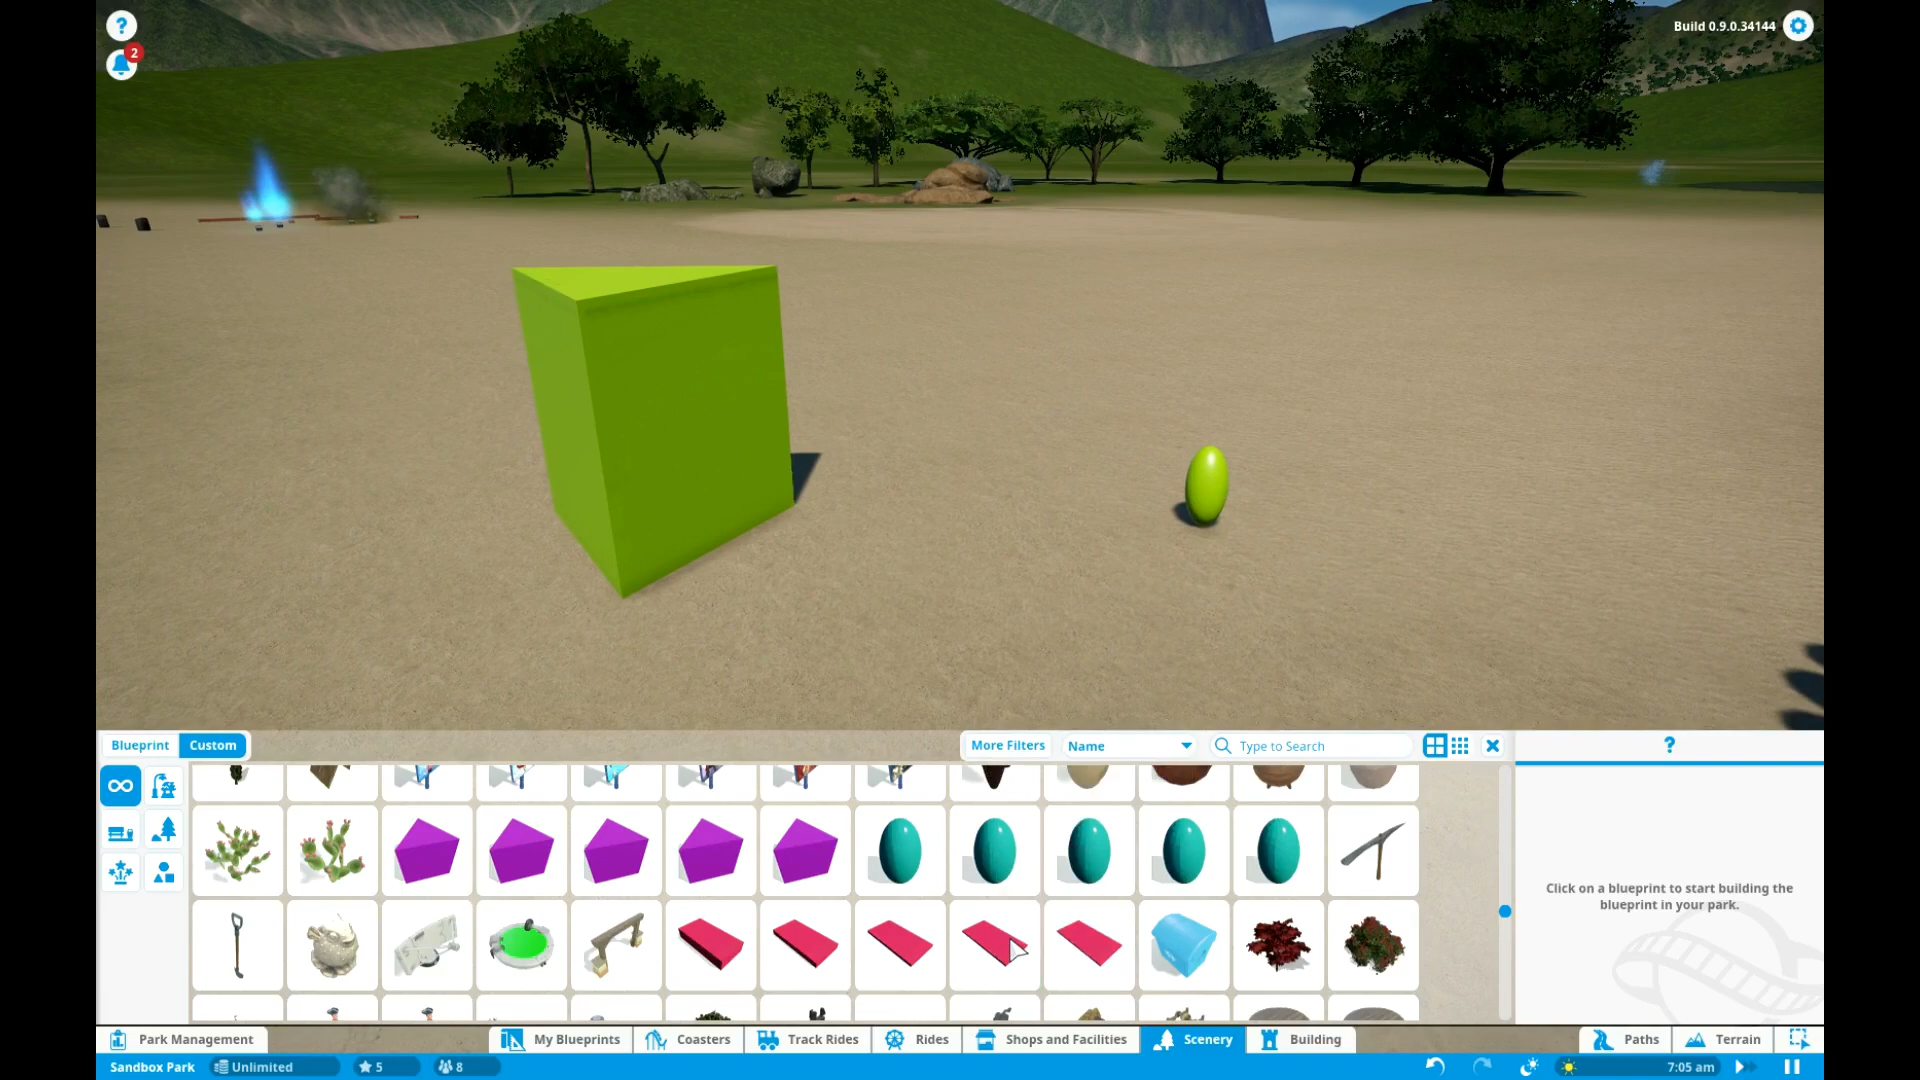 ?
2
Build 0.9.0.34144
Blueprint
Custom
More Filters
Name
Type to Search
?
Click on a blueprint to start building the
blueprint in your park.
Park Management
My Blueprints
Coasters
Track Rides
Rides
Shops and Facilities
Scenery
Building
Paths
Terrain
Sandbox Park
Unlimited
5
8
7:05 am